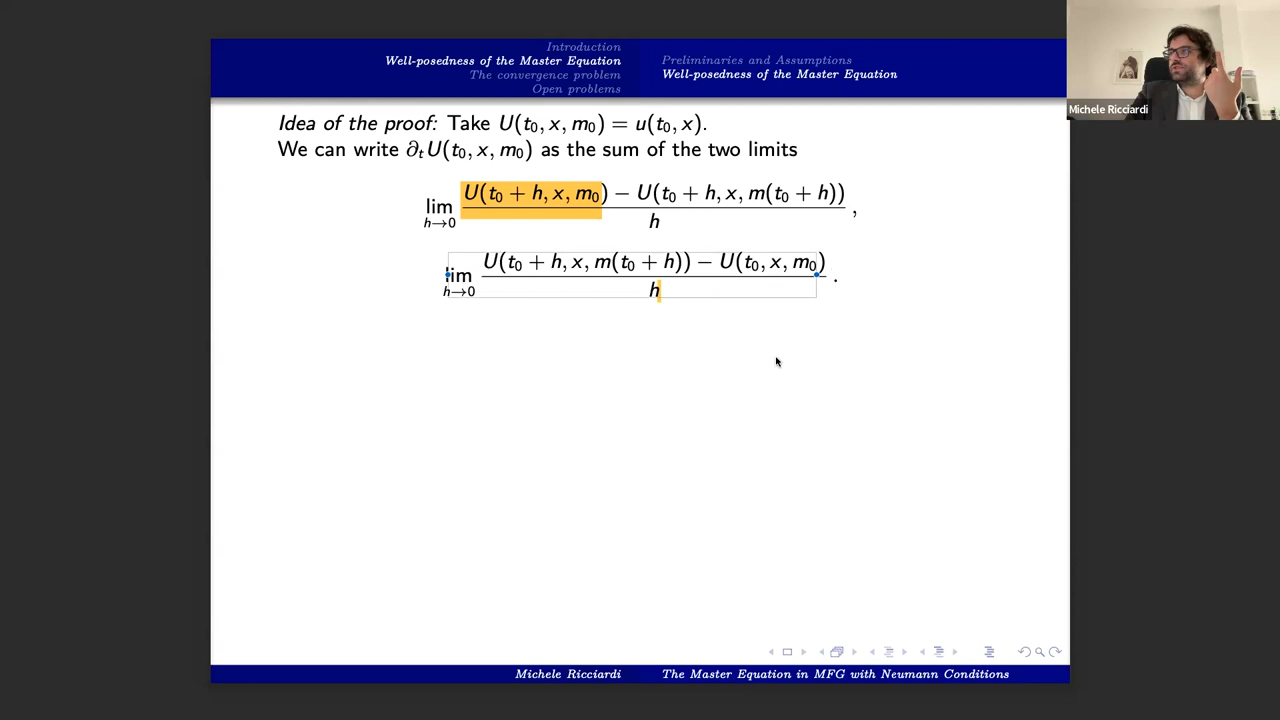 Introduction
Well-posedness of the Master Equation
The convergence problem
Open problems
Preliminaries and Assumptions
Well-posedness of the Master Equation
Michele Ricciardi
Idea of the proof: Take U(t₀, x, m₀) = u(t₀, x).
We can write ∂ₜU(t₀, x, m₀) as the sum of the two limits
lim h→0 U(t₀ + h, x, m₀) − U(t₀ + h, x, m(t₀ + h)) / h ,
lim h→0 U(t₀ + h, x, m(t₀ + h)) − U(t₀, x, m₀) / h .
Michele Ricciardi The Master Equation in MFG with Neumann Conditions